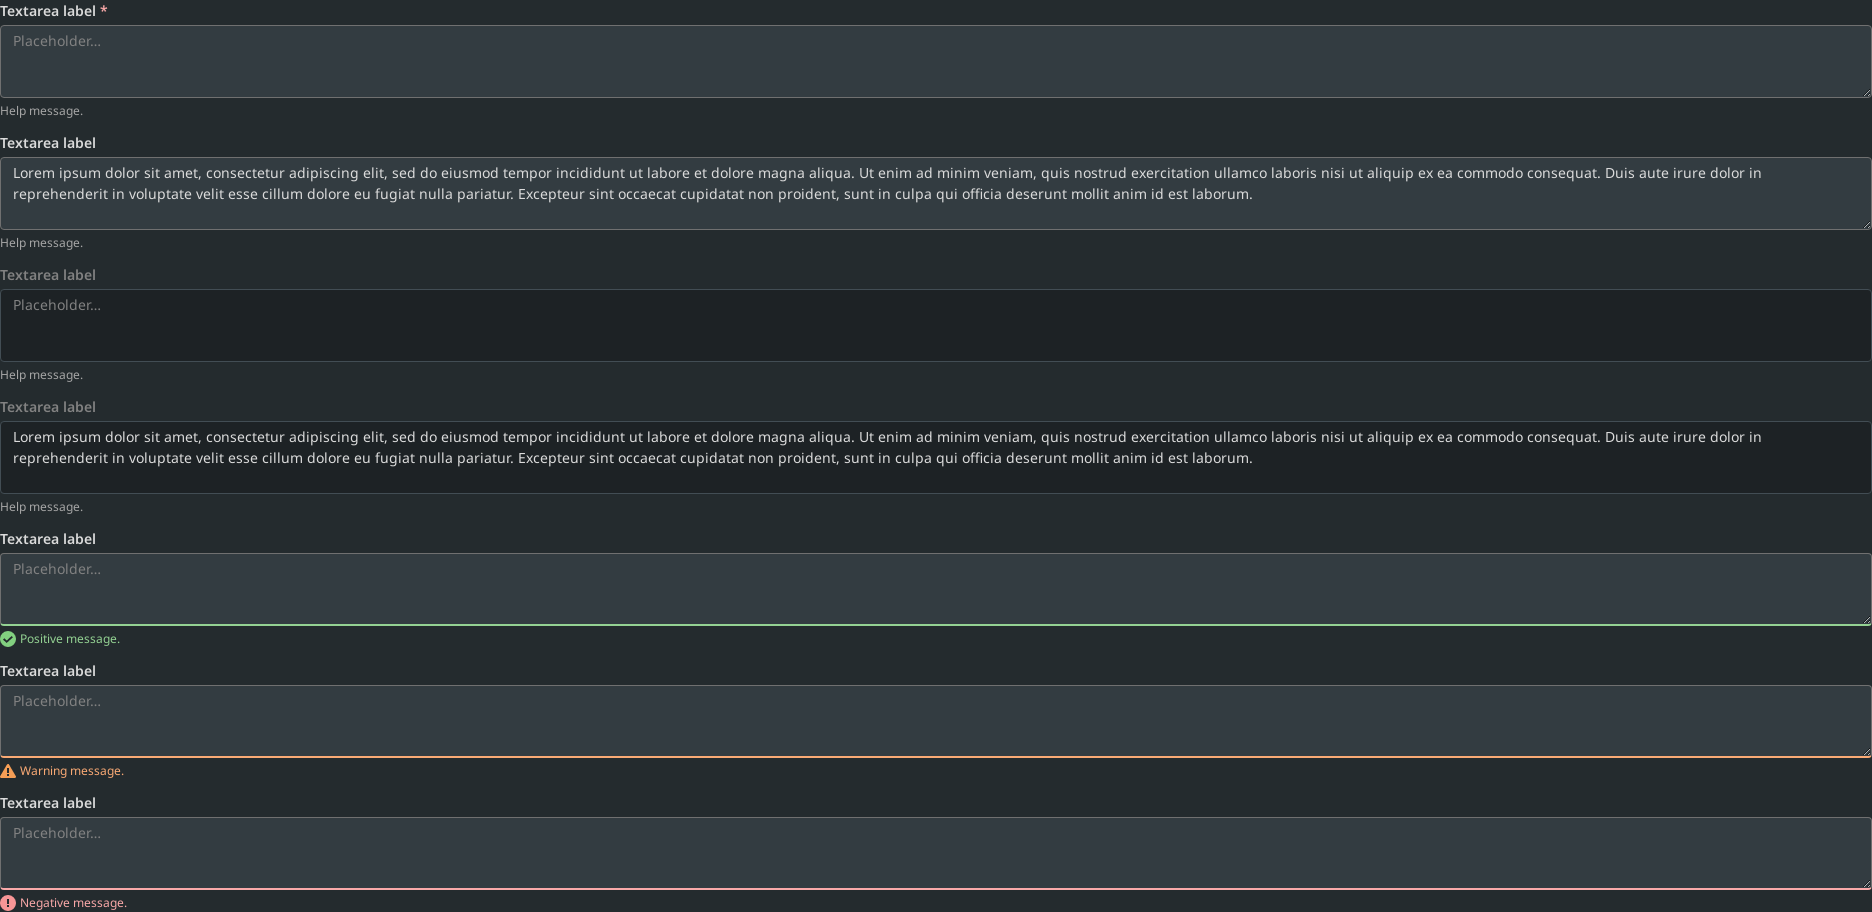 Textarea label *
Placeholder...
Help message.
Textarea label
Lorem ipsum dolor sit amet, consectetur adipiscing elit, sed do eiusmod tempor incididunt ut labore et dolore magna aliqua. Ut enim ad minim veniam, quis nostrud exercitation ullamco laboris nisi ut aliquip ex ea commodo consequat. Duis aute irure dolor in
reprehenderit in voluptate velit esse cillum dolore eu fugiat nulla pariatur. Excepteur sint occaecat cupidatat non proident, sunt in culpa qui officia deserunt mollit anim id est laborum.
Help message.
Textarea label
Placeholder...
Help message.
Textarea label
Lorem ipsum dolor sit amet, consectetur adipiscing elit, sed do eiusmod tempor incididunt ut labore et dolore magna aliqua. Ut enim ad minim veniam, quis nostrud exercitation ullamco laboris nisi ut aliquip ex ea commodo consequat. Duis aute irure dolor in
reprehenderit in voluptate velit esse cillum dolore eu fugiat nulla pariatur. Excepteur sint occaecat cupidatat non proident, sunt in culpa qui officia deserunt mollit anim id est laborum.
Help message.
Textarea label
Placeholder...
Positive message.
Textarea label
Placeholder...
Warning message.
Textarea label
Placeholder...
Negative message.